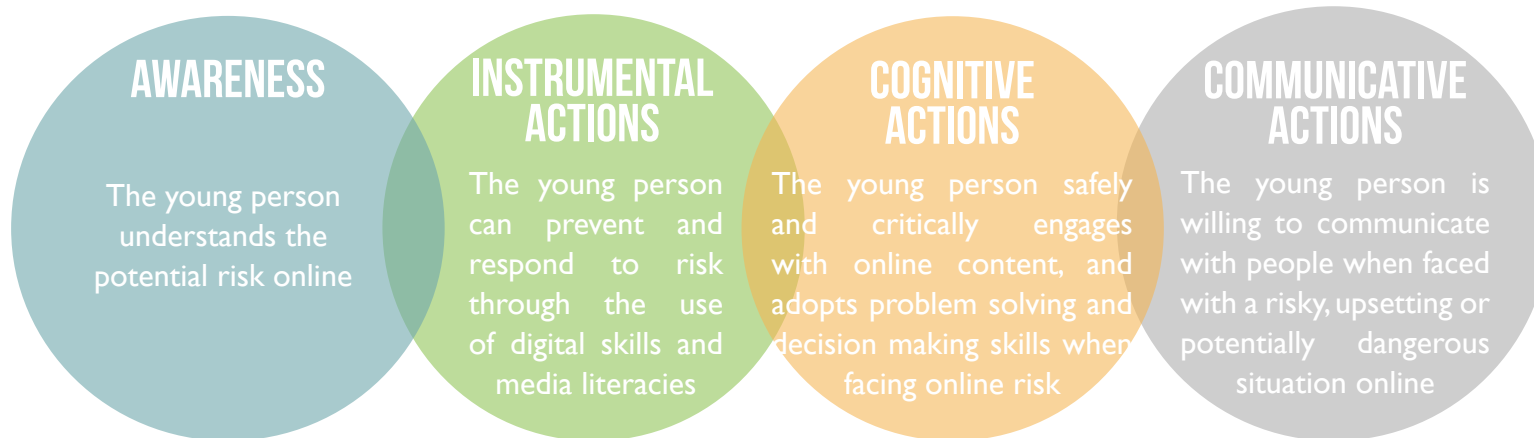 AWARENESS
The young person
understands the
potential risk online
INSTRUMENTAL
ACTIONS
The young person
can prevent and
respond to risk
through the use
of digital skills and
media literacies
COGNITIVE
ACTIONS
The young person safely
and critically engages
with online content, and
adopts problem solving and
decision making skills when
facing online risk
COMMUNICATIVE
ACTIONS
The young person is
willing to communicate
with people when faced
with a risky, upsetting or
potentially dangerous
situation online